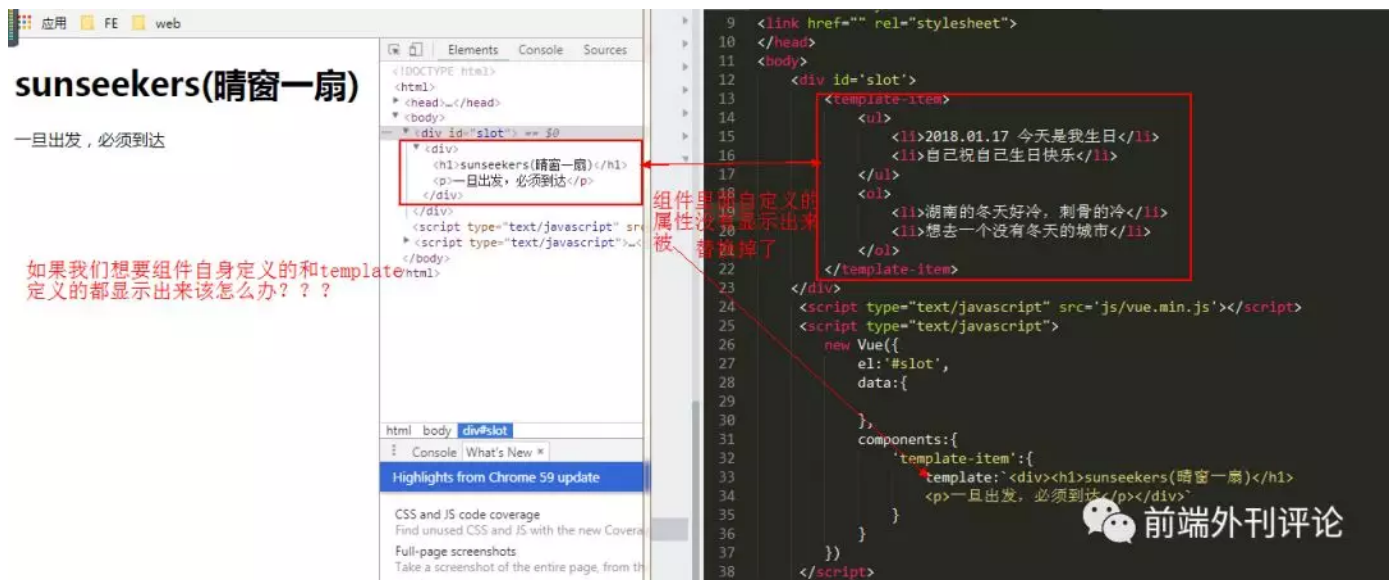 应用 FE web
sunseekers(晴窗一扇)
一旦出发，必须到达
如果我们想要组件自身定义的和template
定义的都显示出来该怎么办？？？
Elements Console Sources
<!DOCTYPE html>
<html>
<head>…</head>
<body>
<div id="slot"> == $0
<div>
<h1>sunseekers(晴窗一扇)</h1>
<p>一旦出发，必须到达</p>
</div>
</div>
<script type="text/javascript" src
<script type="text/javascript">…<
</body>
html>
html body div#slot
Console What's New ×
Highlights from Chrome 59 update
CSS and JS code coverage
Find unused CSS and JS with the new Covera
Full-page screenshots
Take a screenshot of the entire page, from th
组件里面自定义的
属性没有显示出来
被 替换掉了
9 <link href="" rel="stylesheet">
10 </head>
11 <body>
12 <div id='slot'>
13 <template-item>
14 <ul>
15 <li>2018.01.17 今天是我生日</li>
16 <li>自己祝自己生日快乐</li>
17 </ul>
18 <ol>
19 <li>湖南的冬天好冷，刺骨的冷</li>
20 <li>想去一个没有冬天的城市</li>
21 </ol>
22 </template-item>
23 </div>
24 <script type="text/javascript" src='js/vue.min.js'></script>
25 <script type="text/javascript">
26 new Vue({
27 el:'#slot',
28 data:{
29
30 },
31 components:{
32 'template-item':{
33 template:`<div><h1>sunseekers(晴窗一扇)</h1>
34 <p>一旦出发，必须到达</p></div>`
35 }
36 }
37 })
38 </script>
前端外刊评论